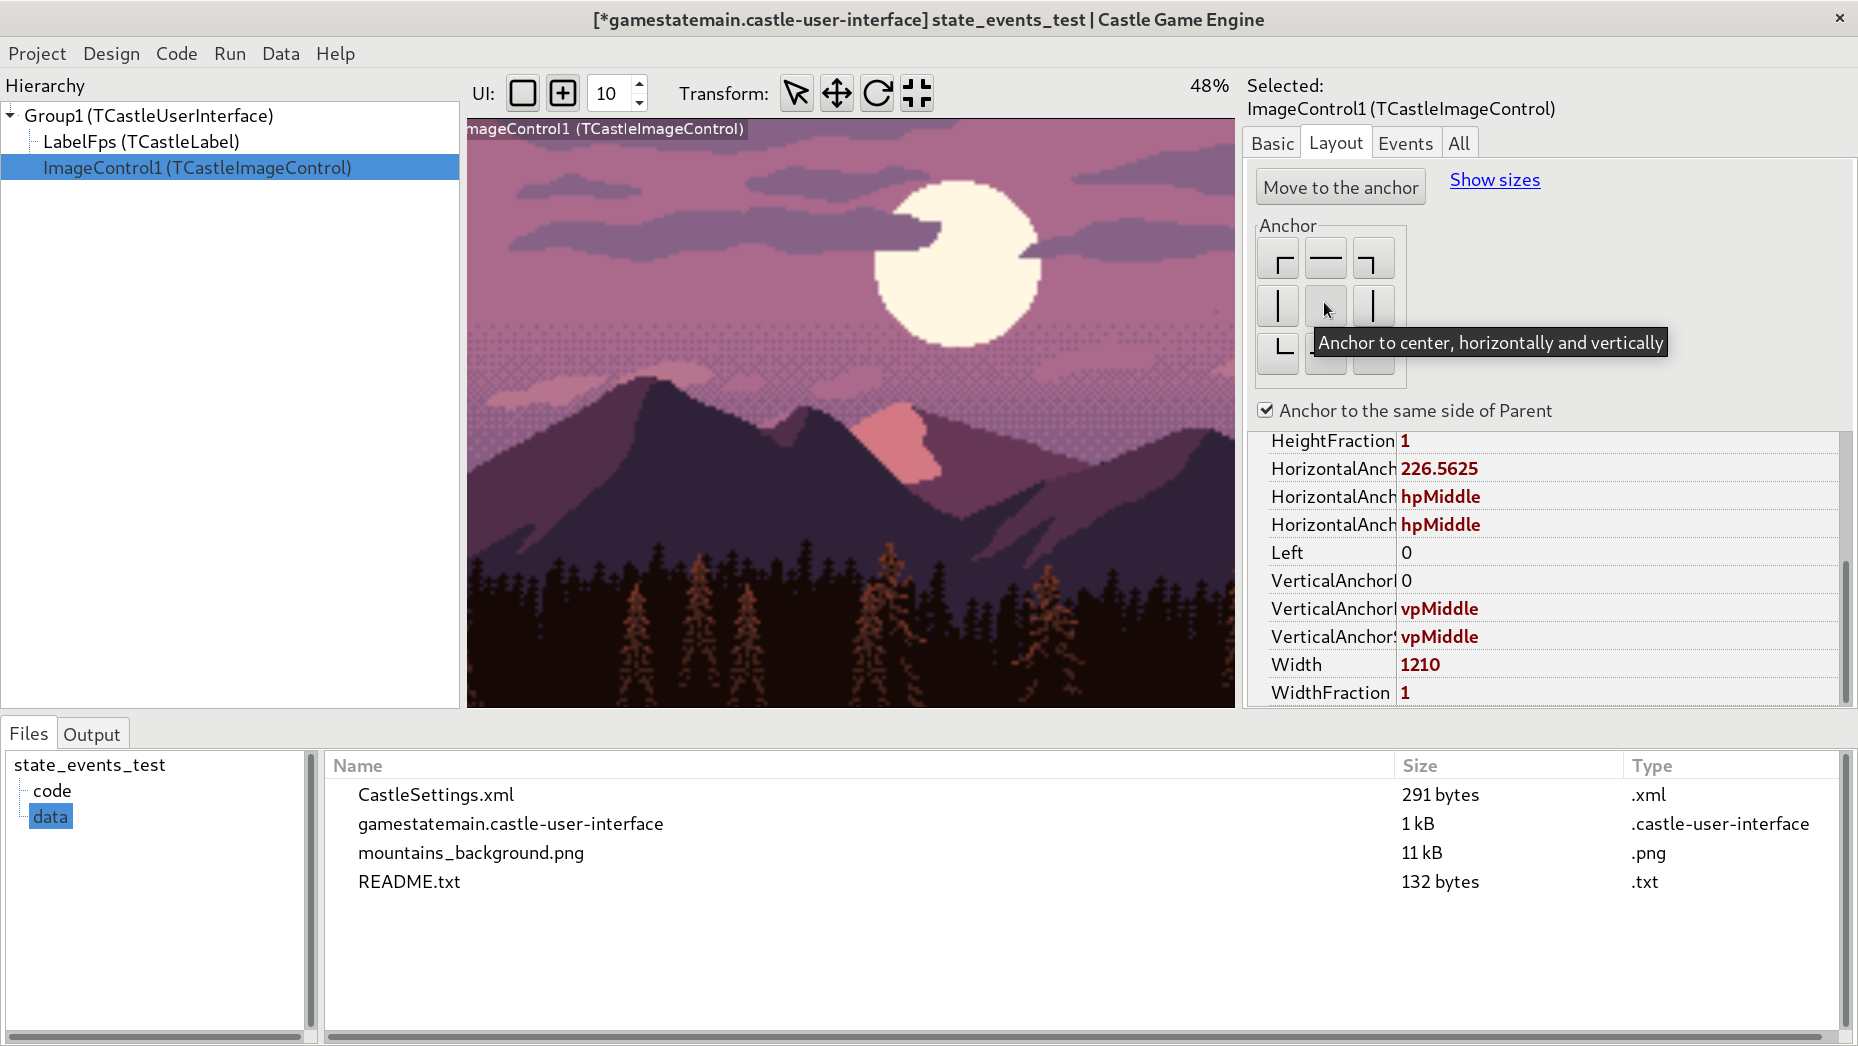 [*gamestatemain.castle-user-interface] state_events_test | Castle Game Engine
Project Design Code Run Data Help
Hierarchy
Group1 (TCastleUserInterface)
LabelFps (TCastleLabel)
ImageControl1 (TCastleImageControl)
UI: 10 Transform: 48%
mageControl1 (TCastleImageControl)
Selected:
ImageControl1 (TCastleImageControl)
Basic Layout Events All
Move to the anchor Show sizes
Anchor
Anchor to center, horizontally and vertically
Anchor to the same side of Parent
HeightFraction 1
HorizontalAnch 226.5625
HorizontalAnch hpMiddle
HorizontalAnch hpMiddle
Left 0
VerticalAnchor 0
VerticalAnchor vpMiddle
VerticalAnchor vpMiddle
Width 1210
WidthFraction 1
Files Output
state_events_test
code
data
Name Size Type
CastleSettings.xml 291 bytes .xml
gamestatemain.castle-user-interface 1 kB .castle-user-interface
mountains_background.png 11 kB .png
README.txt 132 bytes .txt